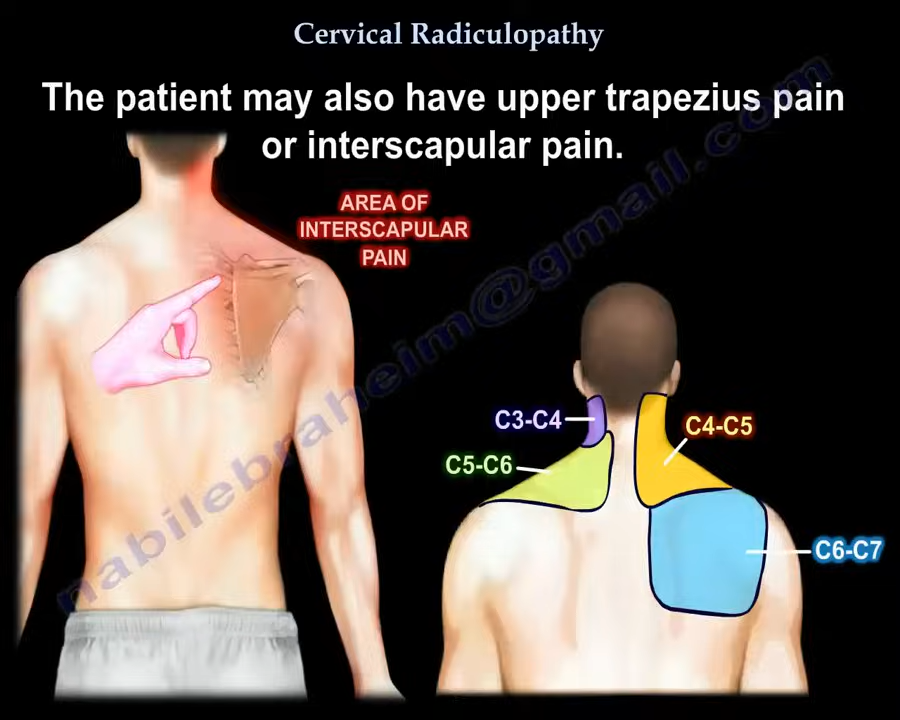 Cervical Radiculopathy
The patient may also have upper trapezius pain
or interscapular pain.
AREA OF
INTERSCAPULAR
PAIN
C3-C4
C4-C5
C5-C6
C6-C7
nabilebraheim@gmail.com